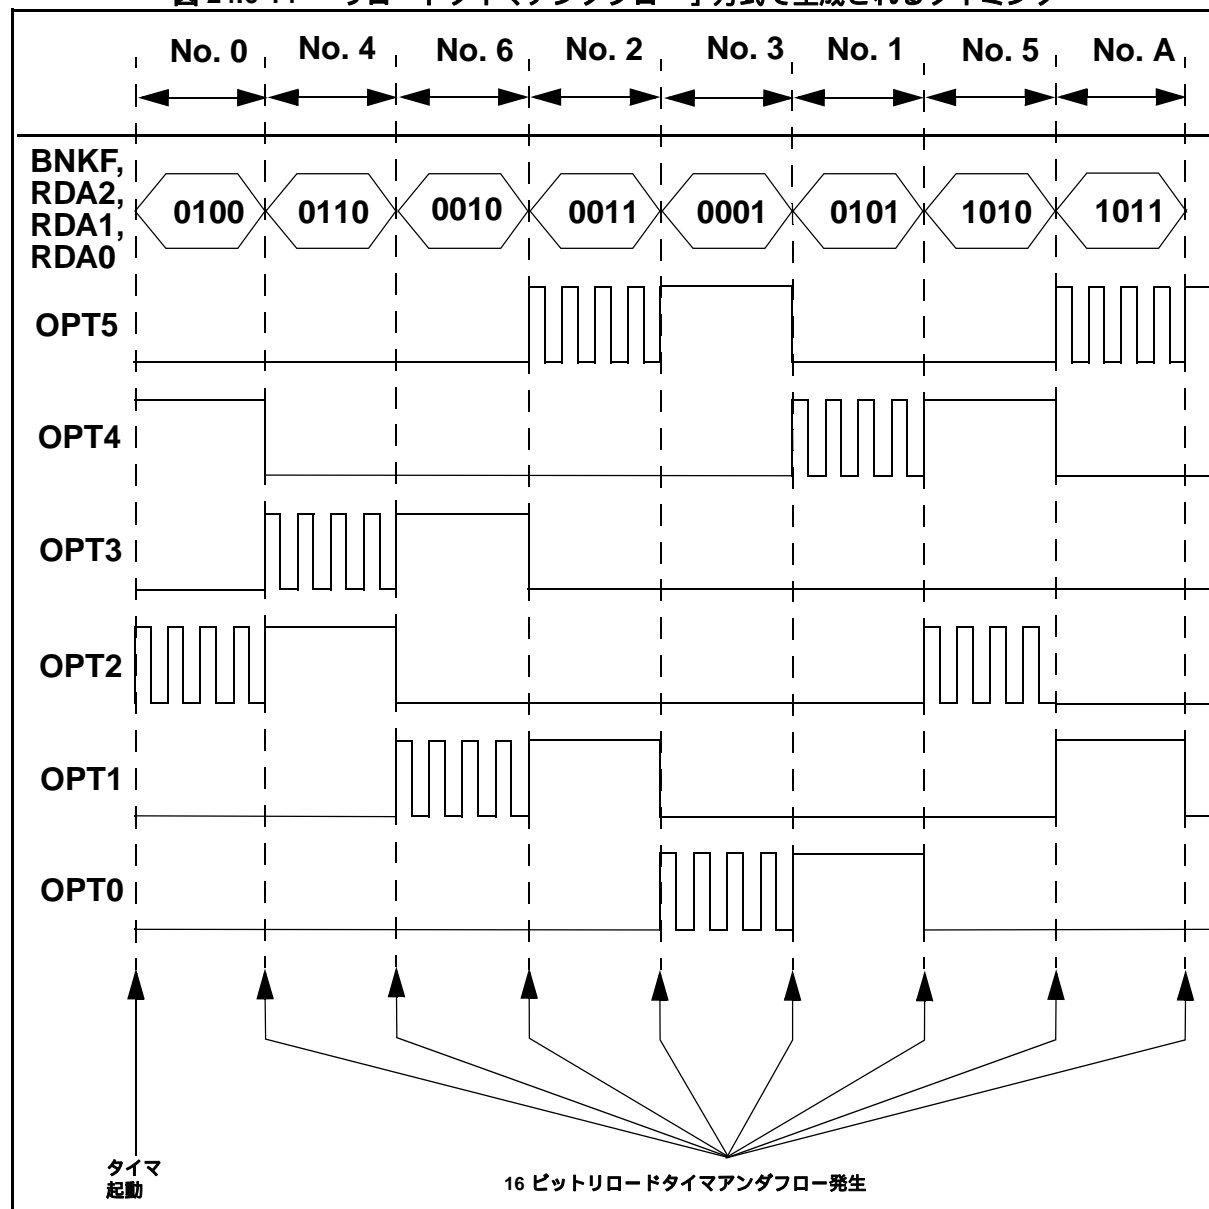 No. 0 No. 4 No. 6 No. 2 No. 3 No. 1 No. 5 No. A
BNKF,
RDA2,
RDA1,
RDA0
0100 0110 0010 0011 0001 0101 1010 1011
OPT5
OPT4
OPT3
OPT2
OPT1
OPT0
タイマ
起動
16 ビットリロードタイマアンダフロー発生